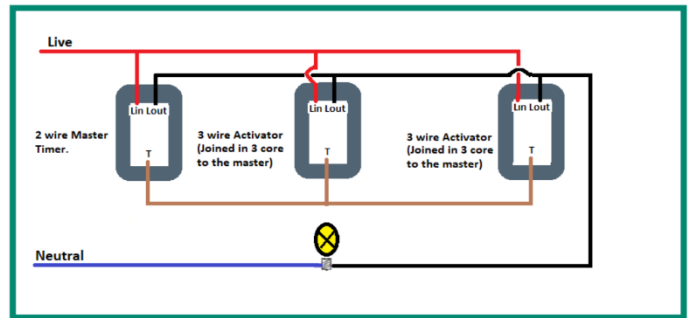 Live
Lin Lout
Lin Lout
Lin Lout
2 wire Master
Timer.
T
3 wire Activator
(Joined in 3 core
to the master)
T
3 wire Activator
(Joined in 3 core
to the master)
T
Neutral